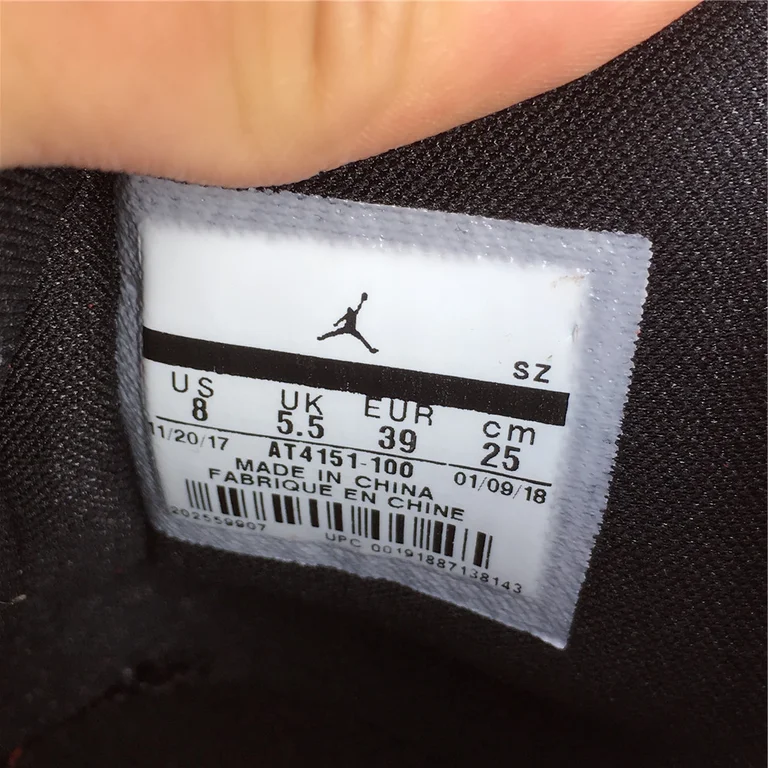 SZ
US UK EUR cm
8 5.5 39 25
11/20/17 AT4151-100 01/09/18
MADE IN CHINA
FABRIQUE EN CHINE
202559907
UPC 00191887138143